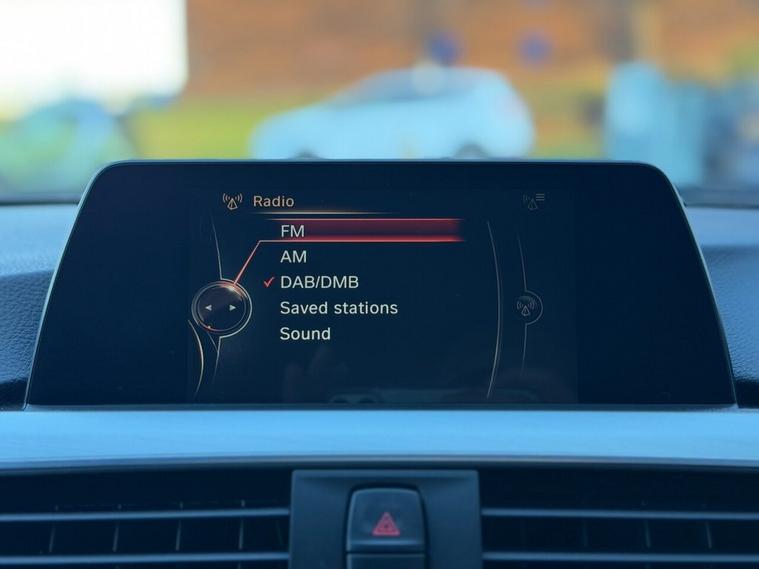 Radio
FM
AM
DAB/DMB
Saved stations
Sound